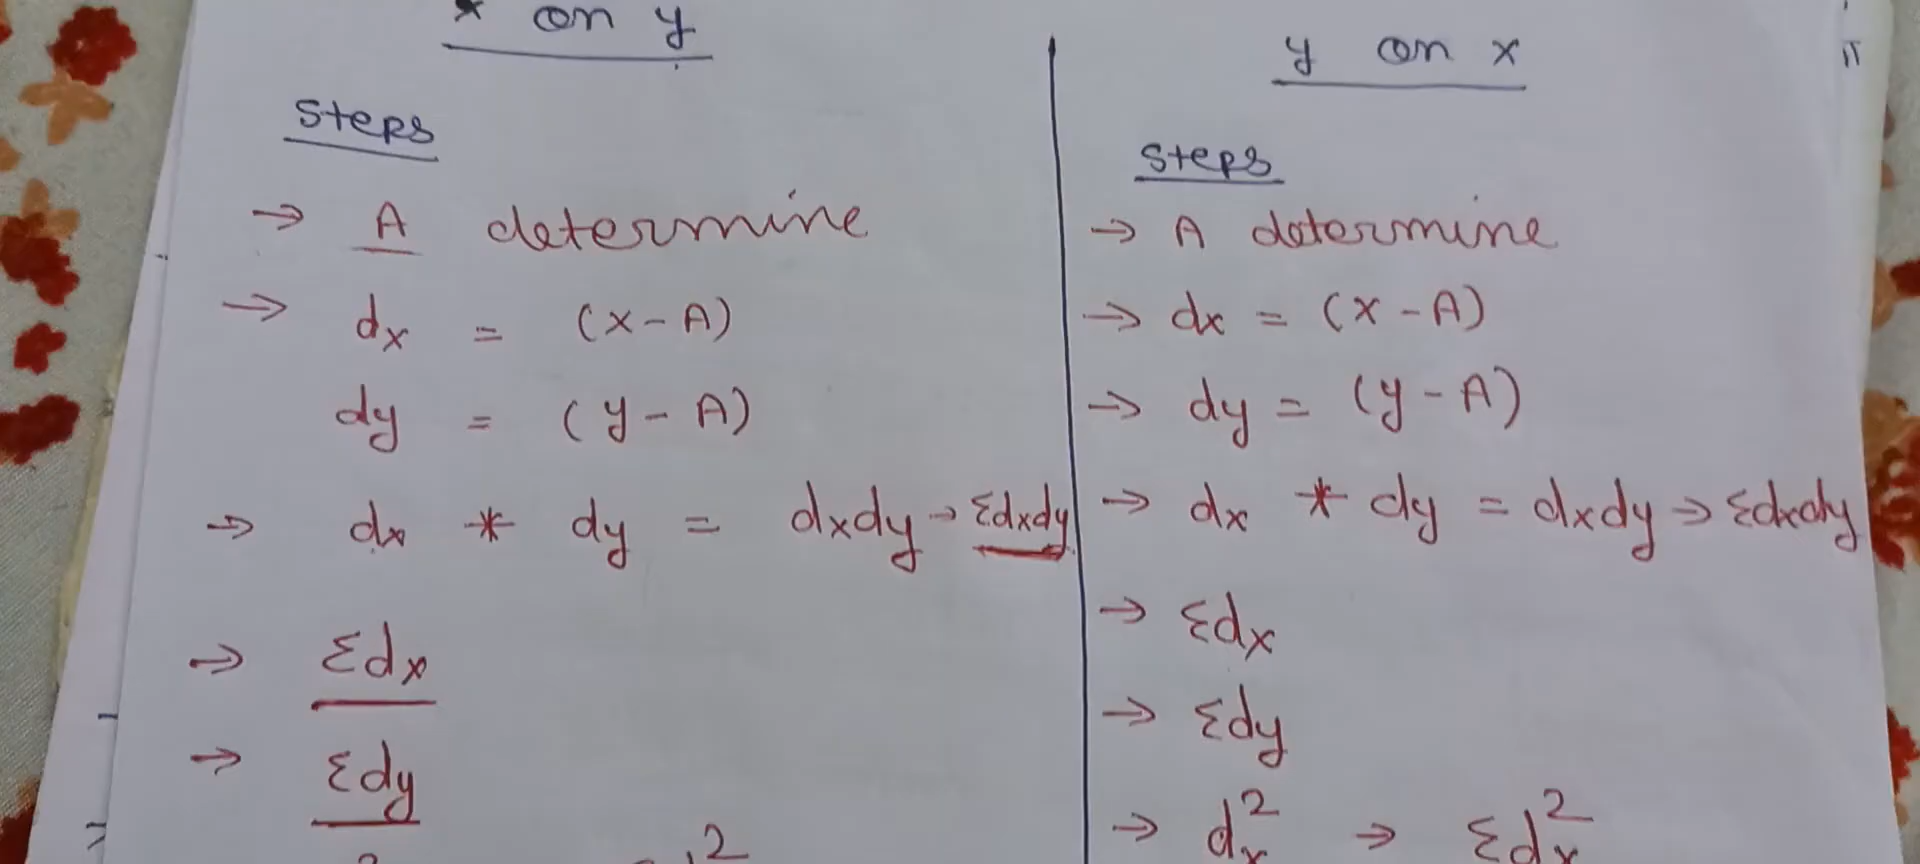 x on y
Steps
→ A determine
→ dx = (x - A)
dy = (y - A)
→ dx * dy = dxdy → Σdxdy
→ Σdx
→ Σdy
y on x
Steps
→ A determine
→ dx = (x - A)
→ dy = (y - A)
→ dx * dy = dxdy → Σdxdy
→ Σdx
→ Σdy
→ dx² → Σdx²